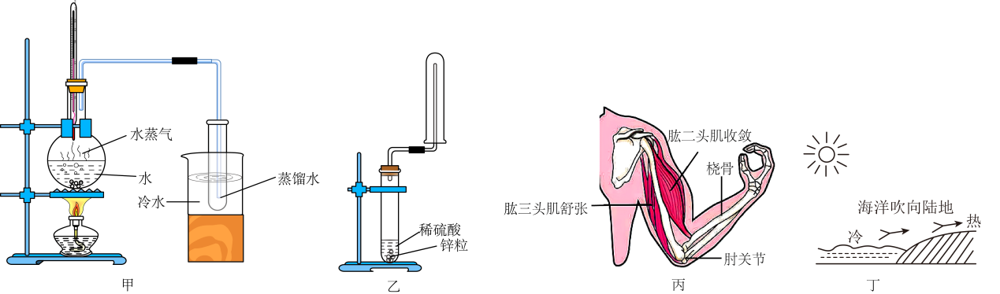 水蒸气
水
冷水
蒸馏水
甲
稀硫酸
锌粒
乙
肱二头肌收敛
桡骨
肱三头肌舒张
肘关节
丙
海洋吹向陆地
冷
热
丁